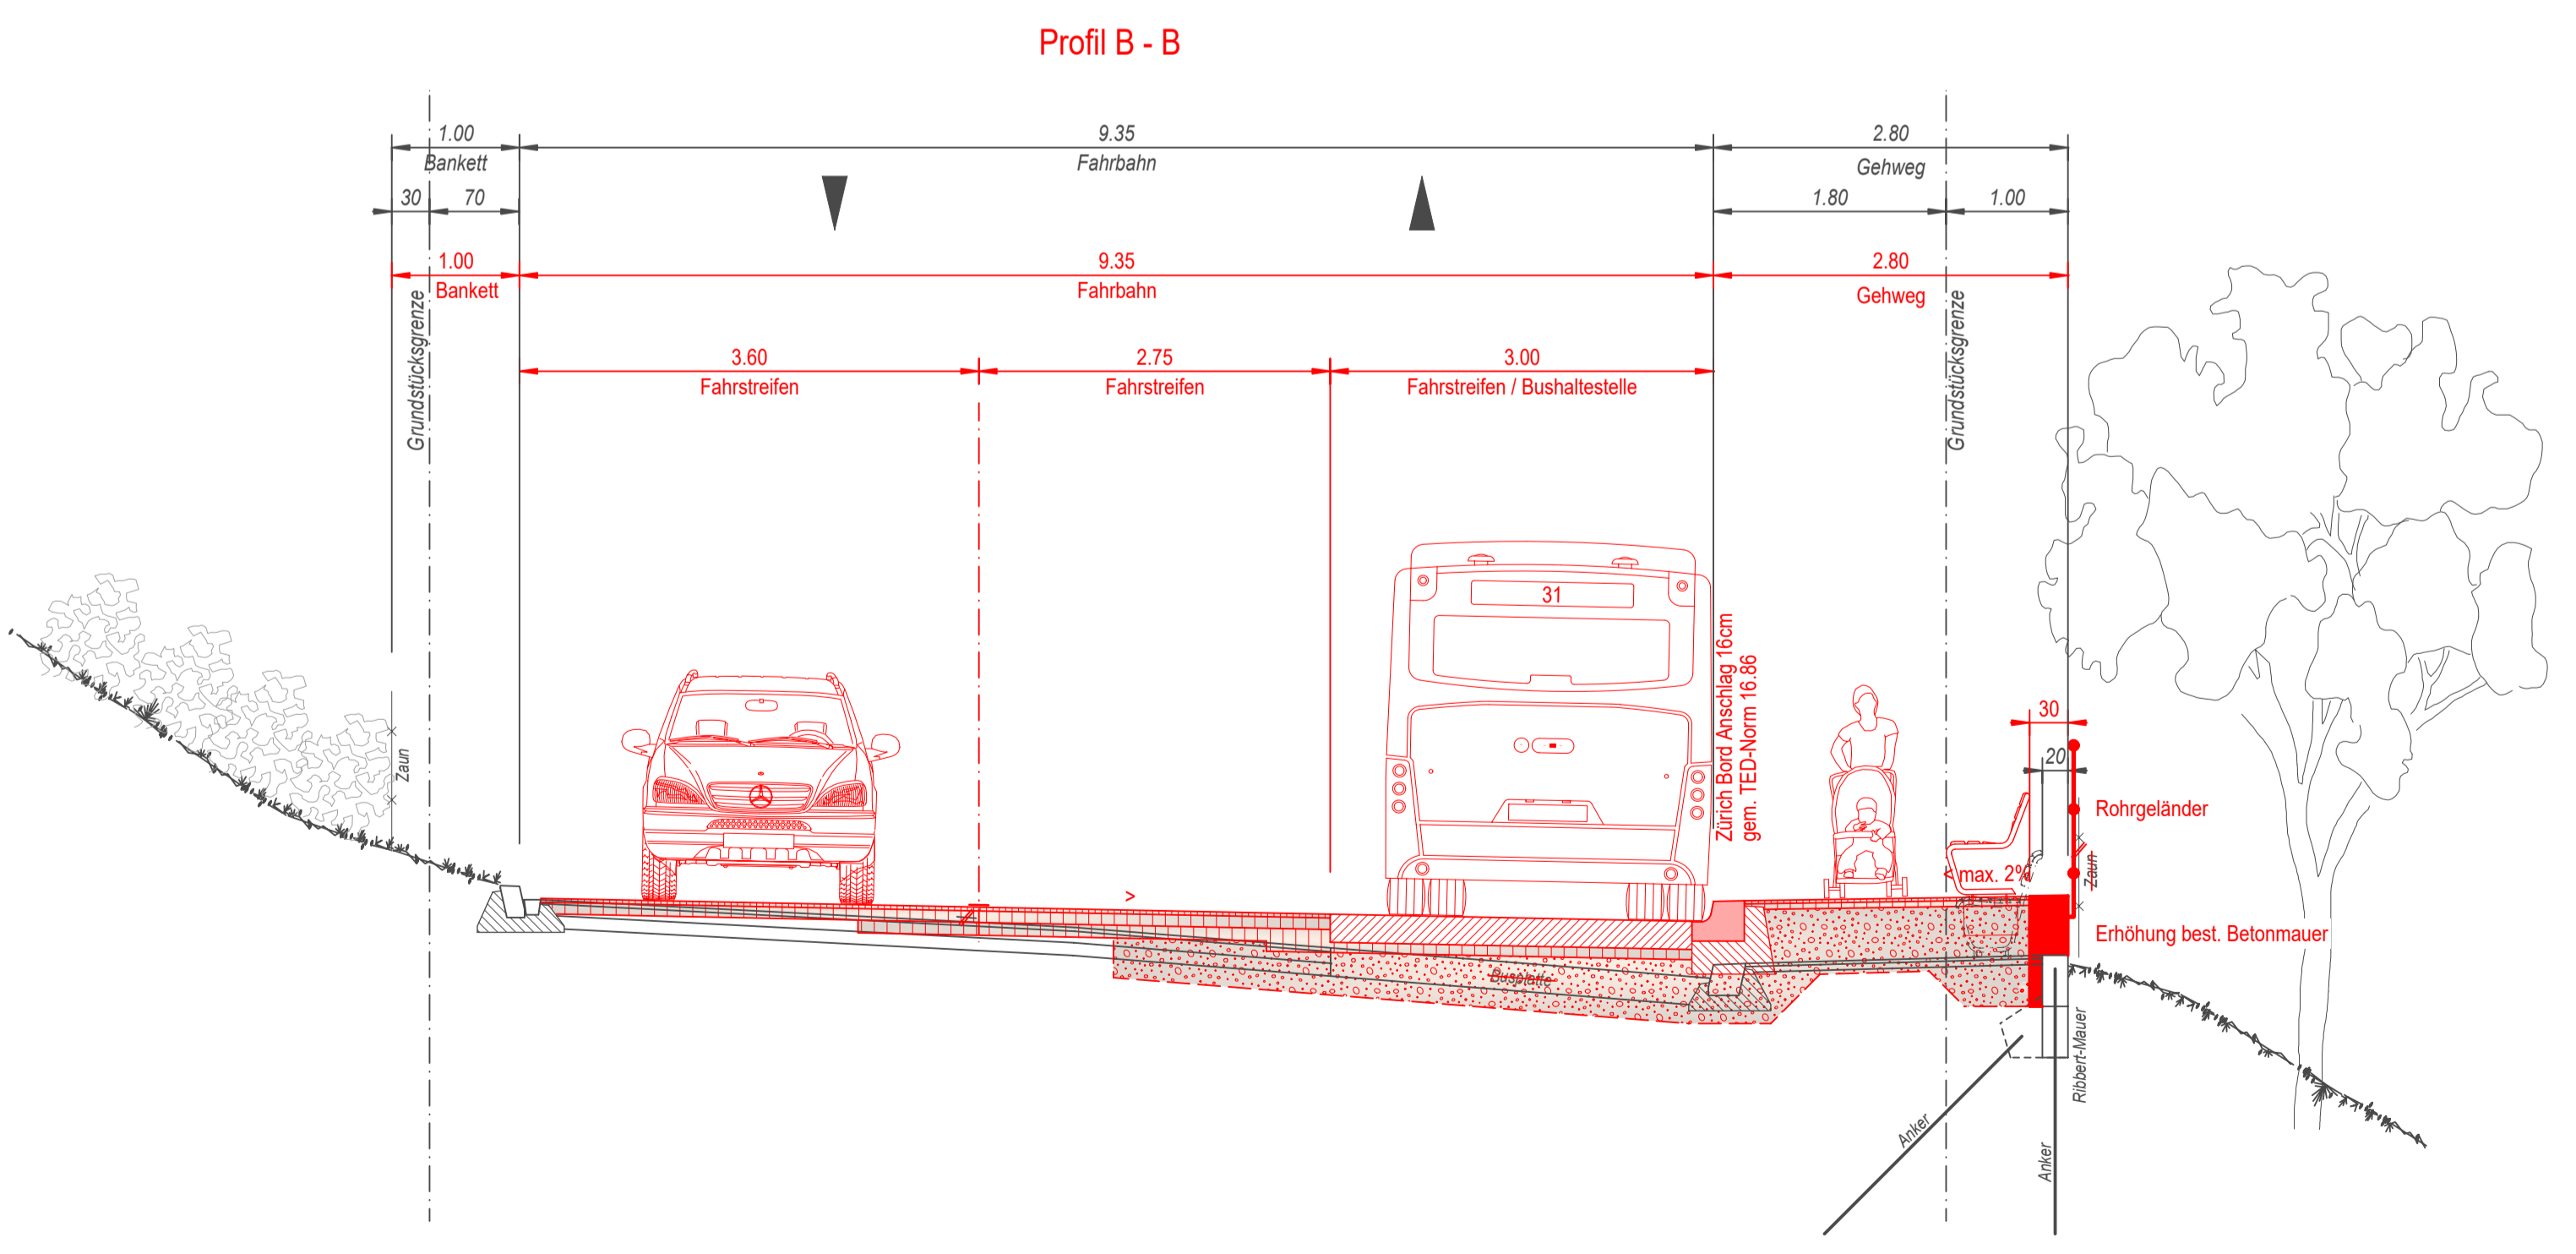 Profil B - B
1.00
9.35
2.80
Bankett
Fahrbahn
Gehweg
30
70
1.80
1.00
1.00
9.35
2.80
Bankett
Fahrbahn
Gehweg
Grundstücksgrenze
Grundstücksgrenze
3.60
2.75
3.00
Fahrstreifen
Fahrstreifen
Fahrstreifen / Bushaltestelle
31
Zürich Bord Anschlag 16cm
gem. TED-Norm 16.86
30
20
Zaun
Rohrgeländer
< max. 2%
Zaun
>
Erhöhung best. Betonmauer
Busplatte
Ribbert-Mauer
Anker
Anker